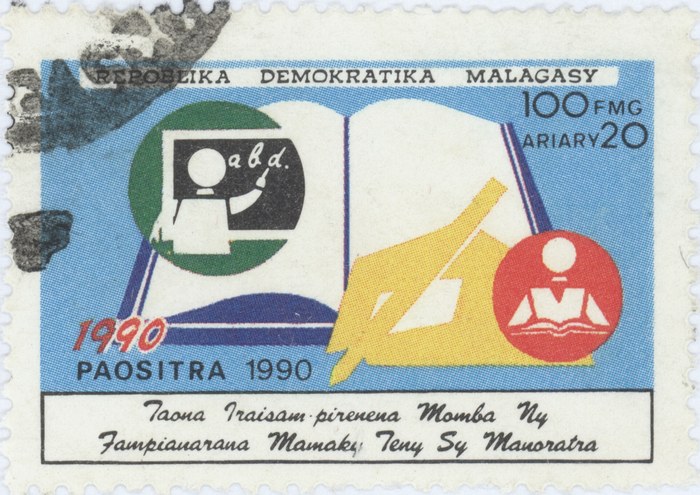 REPOBLIKA DEMOKRATIKA MALAGASY
100 FMG
ARIARY 20
abd.
1990
PAOSITRA 1990
Taona Iraisam-pirenena Momba Ny
Fampianarana Mamaky Teny Sy Manoratra